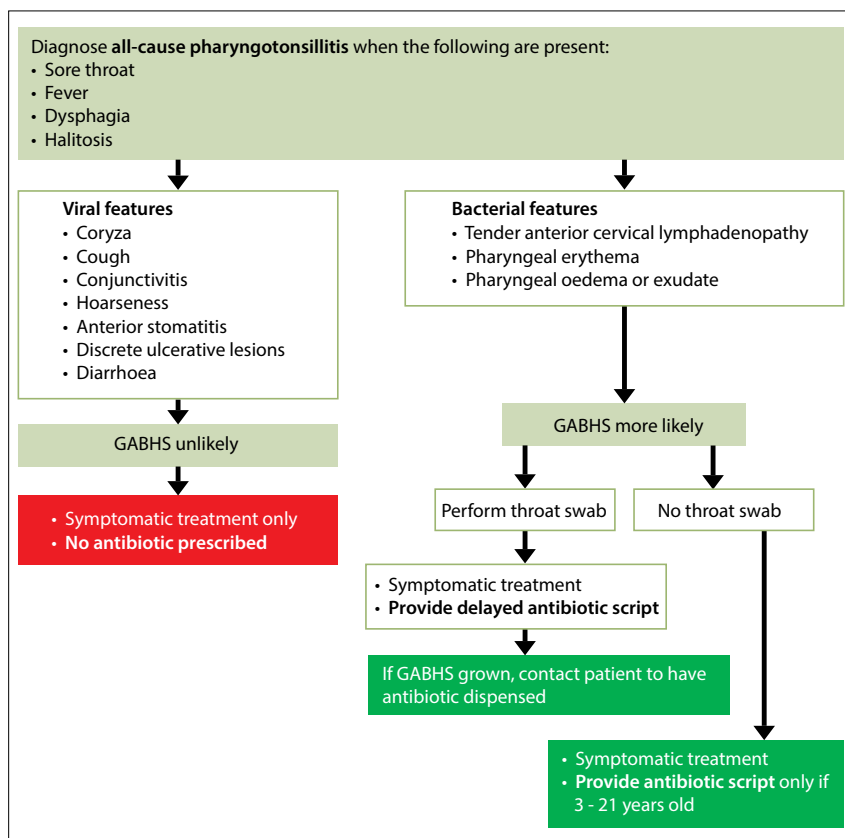 Diagnose all-cause pharyngotonsillitis when the following are present:
• Sore throat
• Fever
• Dysphagia
• Halitosis
Viral features
• Coryza
• Cough
• Conjunctivitis
• Hoarseness
• Anterior stomatitis
• Discrete ulcerative lesions
• Diarrhoea
GABHS unlikely
• Symptomatic treatment only
• No antibiotic prescribed
Bacterial features
• Tender anterior cervical lymphadenopathy
• Pharyngeal erythema
• Pharyngeal oedema or exudate
GABHS more likely
Perform throat swab
• Symptomatic treatment
• Provide delayed antibiotic script
If GABHS grown, contact patient to have
antibiotic dispensed
No throat swab
• Symptomatic treatment
• Provide antibiotic script only if
3 - 21 years old